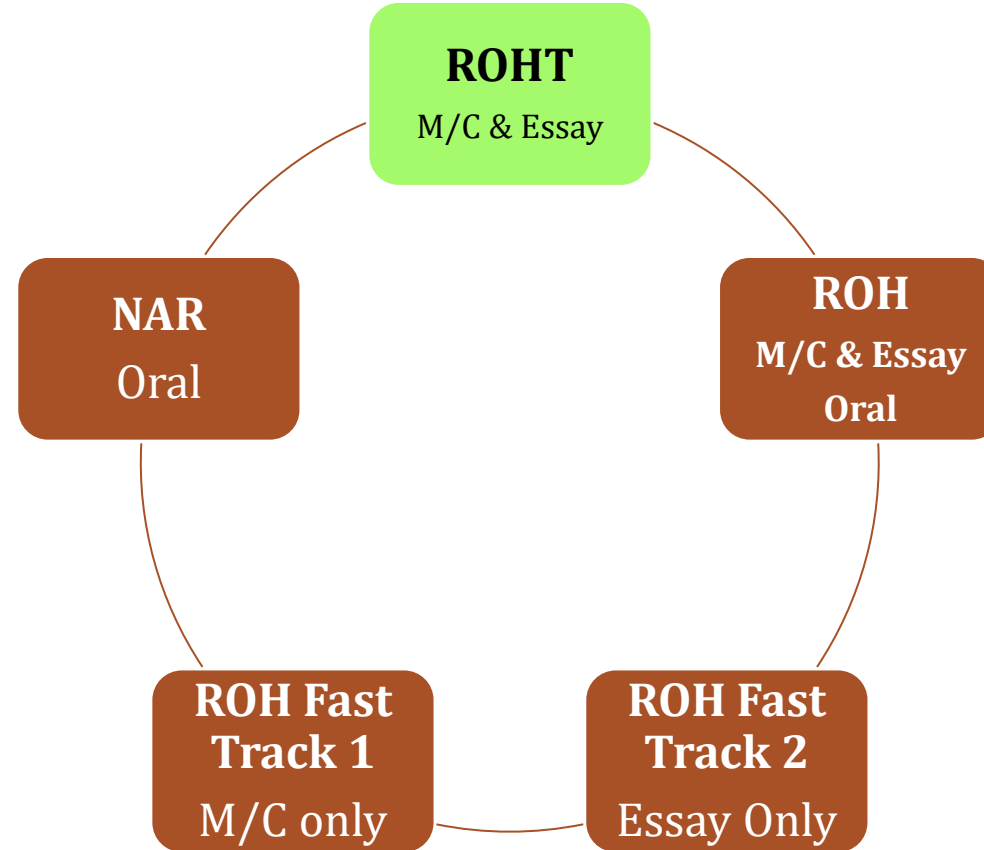 ROHT
M/C & Essay
ROH
M/C & Essay
Oral
ROH Fast
Track 2
Essay Only
ROH Fast
Track 1
M/C only
NAR
Oral